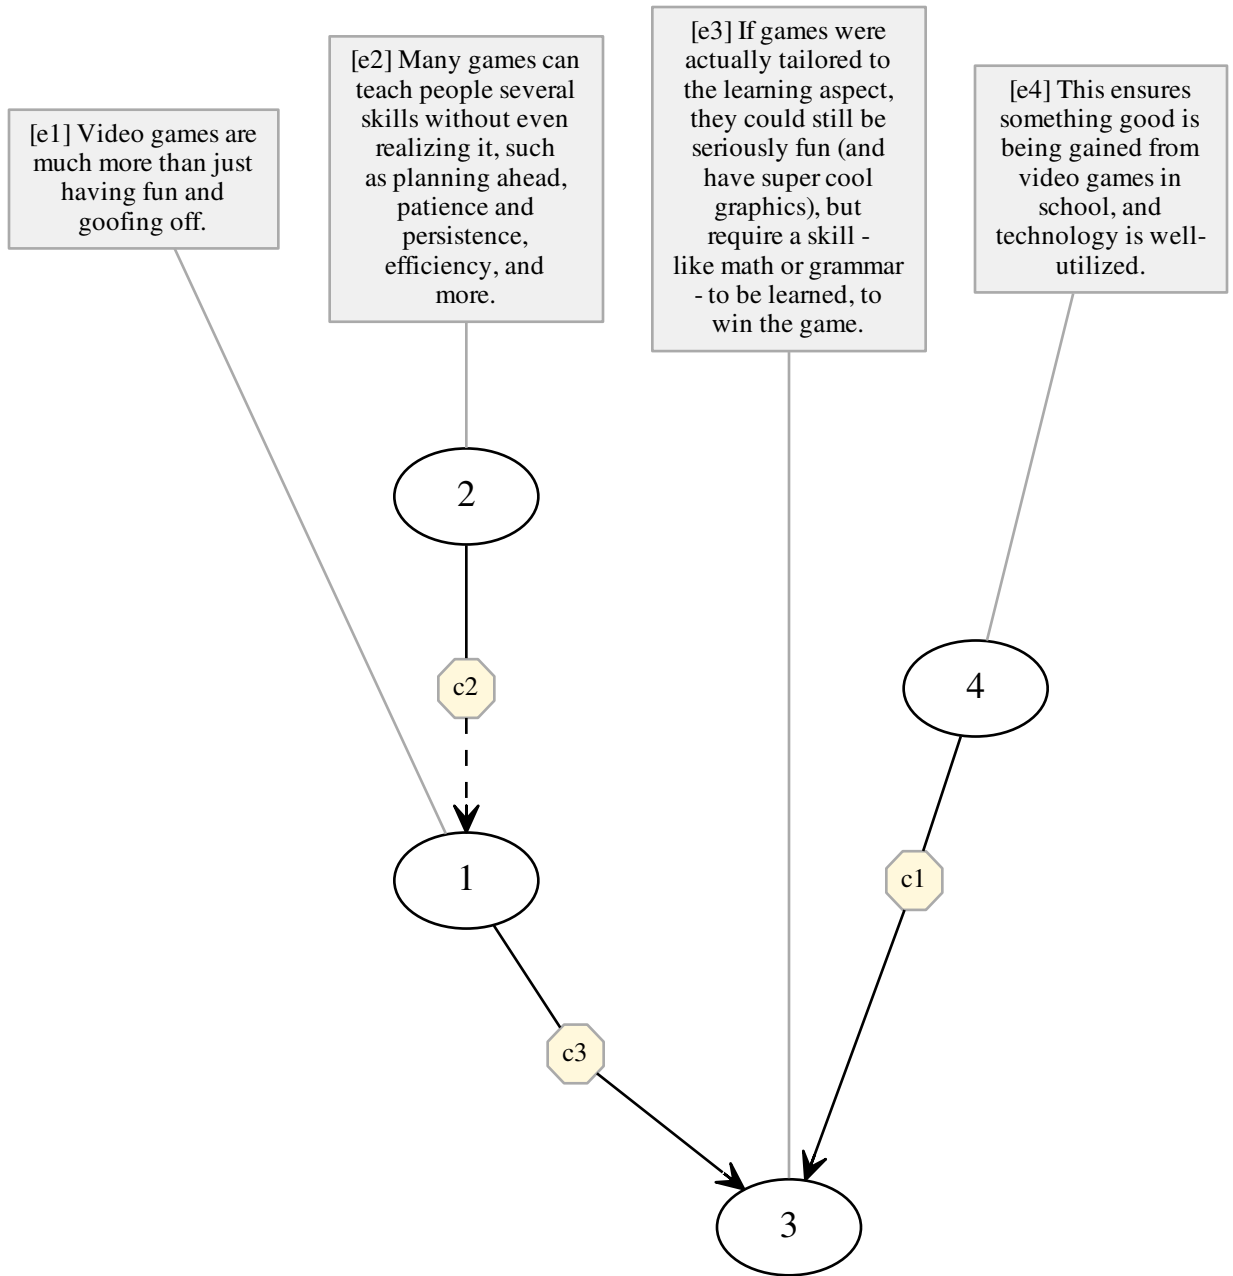 [e1] Video games are
much more than just
having fun and
goofing off.
[e2] Many games can
teach people several
skills without even
realizing it, such
as planning ahead,
patience and
persistence,
efficiency, and
more.
[e3] If games were
actually tailored to
the learning aspect,
they could still be
seriously fun (and
have super cool
graphics), but
require a skill -
like math or grammar
- to be learned, to
win the game.
[e4] This ensures
something good is
being gained from
video games in
school, and
technology is well-
utilized.
2
c2
4
1
c1
c3
3